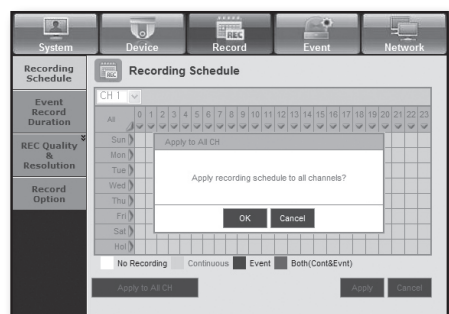 REC
System Device Record Event Network
Recording
Schedule
Event
Record
Duration
REC Quality
&
Resolution
Record
Option
REC Recording Schedule
CH 1
All 0 1 2 3 4 5 6 7 8 9 10 11 12 13 14 15 16 17 18 19 20 21 22 23
Sun
Mon
Tue
Wed
Thu
Fri
Sat
Hol
Apply to All CH
Apply recording schedule to all channels?
OK Cancel
No Recording Continuous Event Both(Cont&Evnt)
Apply to All CH Apply Cancel